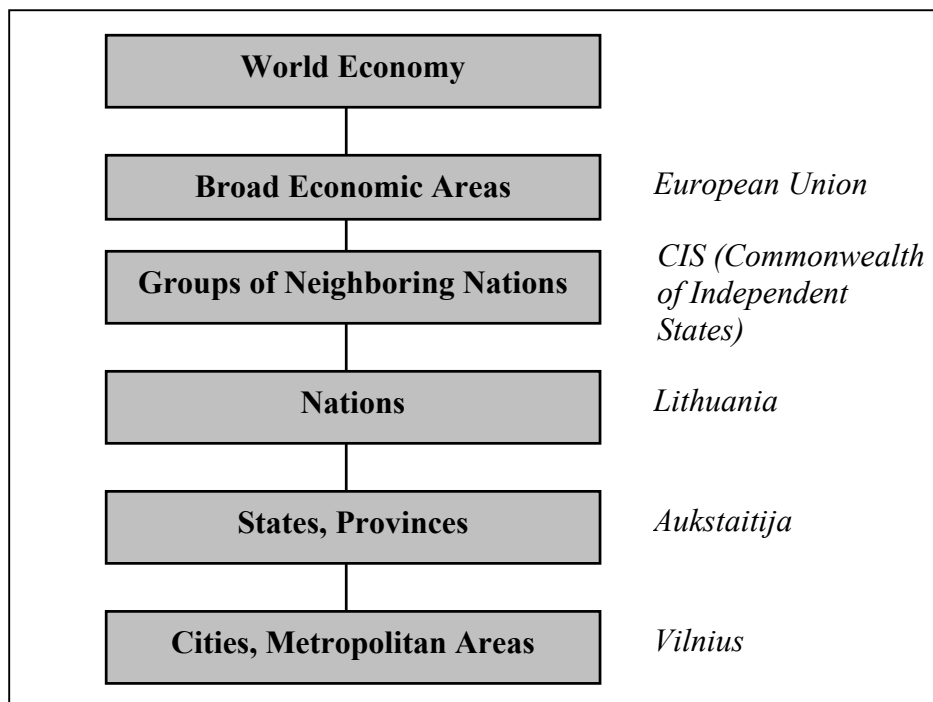 World Economy
Broad Economic Areas
European Union
Groups of Neighboring Nations
CIS (Commonwealth
of Independent
States)
Nations
Lithuania
States, Provinces
Aukstaitija
Cities, Metropolitan Areas
Vilnius